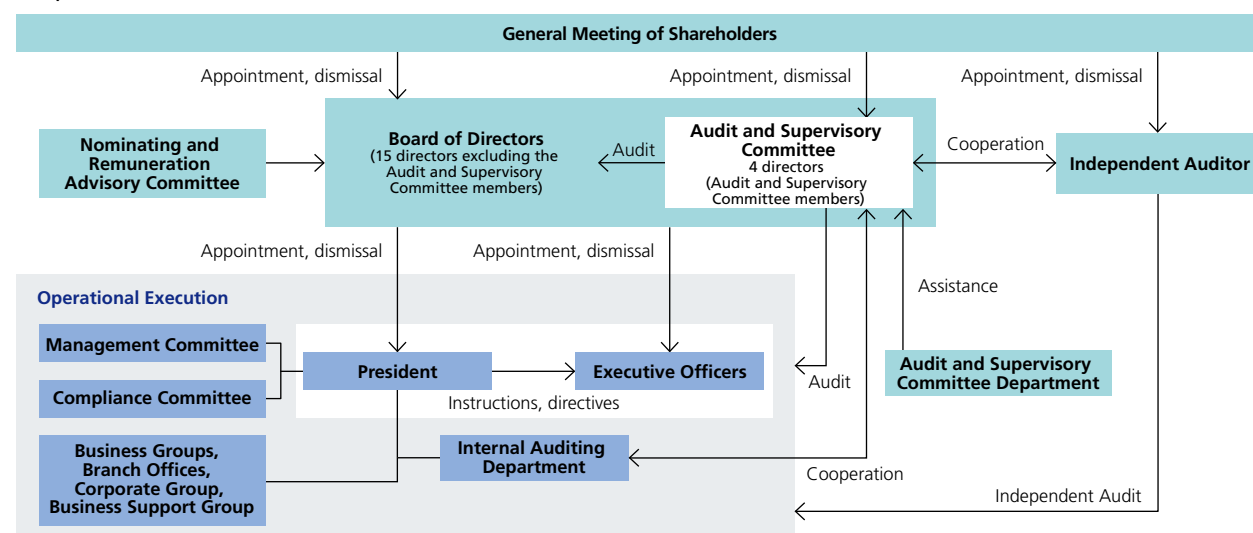 General Meeting of Shareholders
Appointment, dismissal
Appointment, dismissal
Appointment, dismissal
Nominating and
Remuneration
Advisory Committee
Board of Directors
(15 directors excluding the
Audit and Supervisory
Committee members)
Audit
Audit and Supervisory
Committee
4 directors
(Audit and Supervisory
Committee members)
Cooperation
Independent Auditor
Appointment, dismissal
Appointment, dismissal
Assistance
Operational Execution
Management Committee
Compliance Committee
President
Executive Officers
Instructions, directives
Audit
Audit and Supervisory
Committee Department
Business Groups,
Branch Offices,
Corporate Group,
Business Support Group
Internal Auditing
Department
Cooperation
Independent Audit